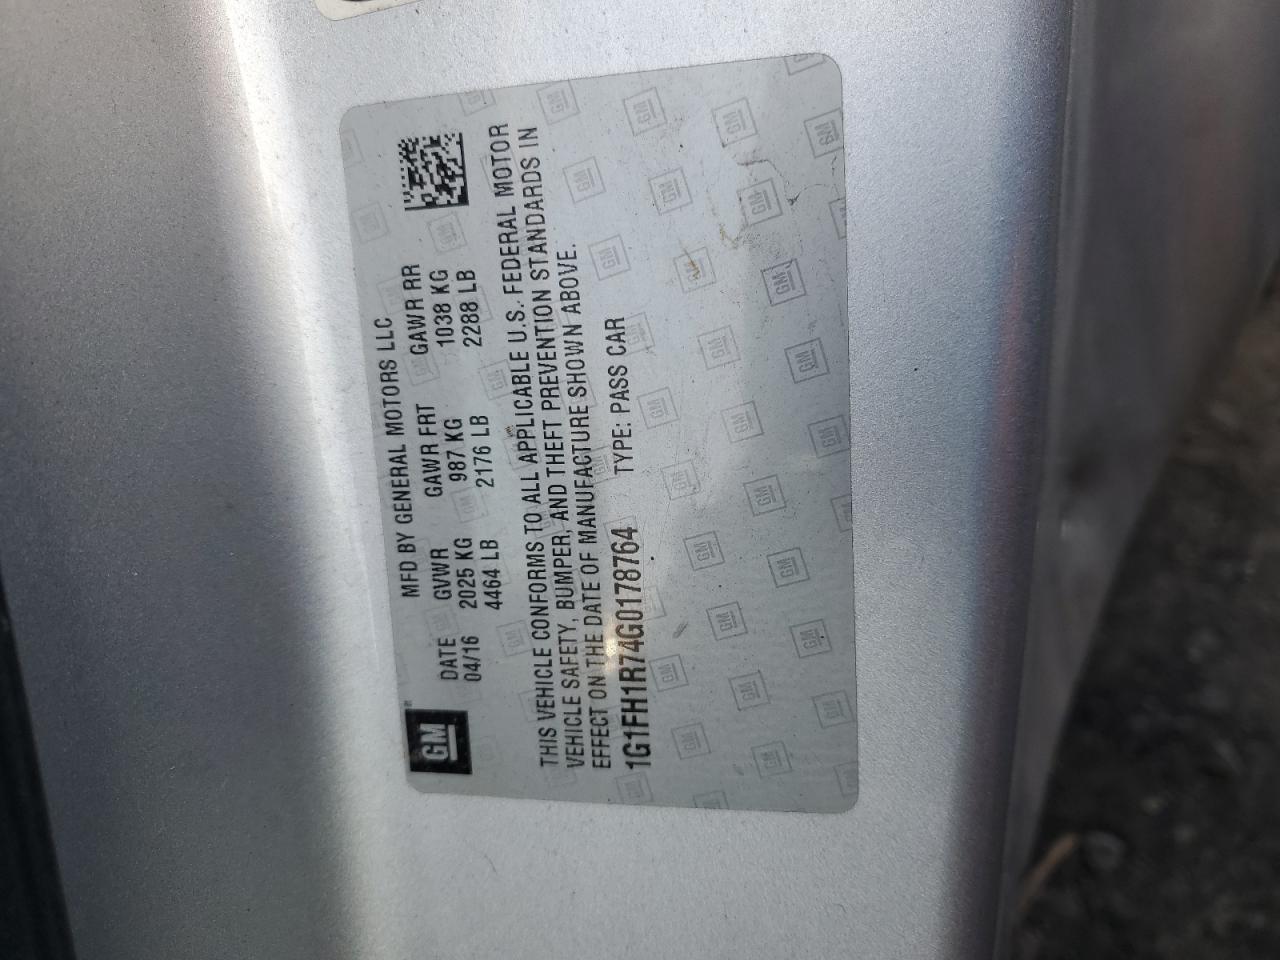 GM
MFD BY GENERAL MOTORS LLC
DATE GVWR GAWR FRT GAWR RR
04/16 2025 KG 987 KG 1038 KG
4464 LB 2176 LB 2288 LB
THIS VEHICLE CONFORMS TO ALL APPLICABLE U.S. FEDERAL MOTOR
VEHICLE SAFETY, BUMPER, AND THEFT PREVENTION STANDARDS IN
EFFECT ON THE DATE OF MANUFACTURE SHOWN ABOVE.
1G1FH1R74G0178764 TYPE: PASS CAR